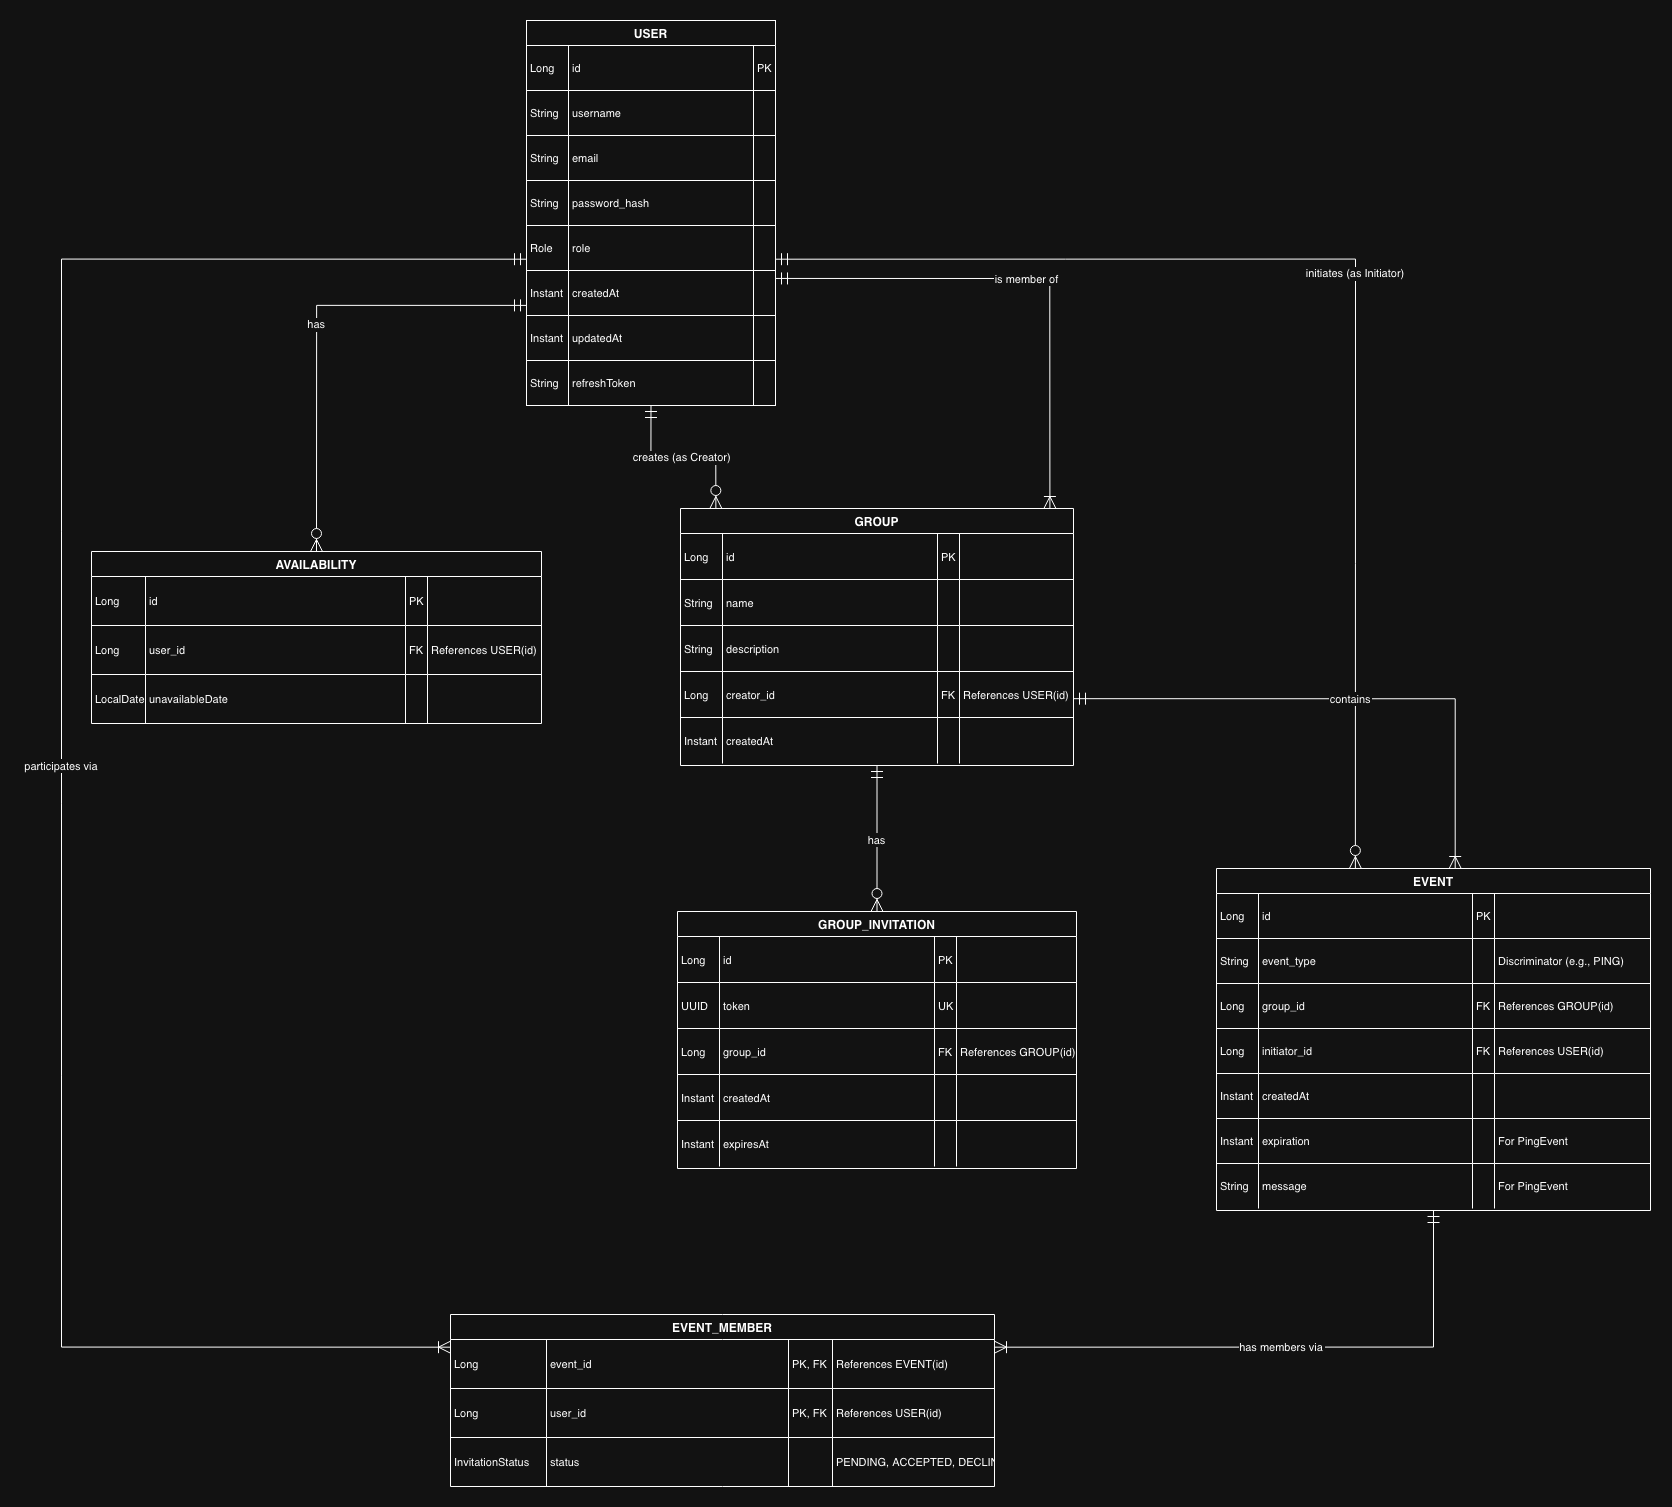 USER
Long id PK
String username
String email
String password_hash
Role role
Instant createdAt
Instant updatedAt
String refreshToken
is member of
initiates (as Initiator)
has
creates (as Creator)
GROUP
Long id PK
String name
String description
Long creator_id FK References USER(id)
Instant createdAt
AVAILABILITY
Long id PK
Long user_id FK References USER(id)
LocalDate unavailableDate
contains
participates via
has
EVENT
Long id PK
String event_type Discriminator (e.g., PING)
Long group_id FK References GROUP(id)
Long initiator_id FK References USER(id)
Instant createdAt
Instant expiration For PingEvent
String message For PingEvent
GROUP_INVITATION
Long id PK
UUID token UK
Long group_id FK References GROUP(id)
Instant createdAt
Instant expiresAt
has members via
EVENT_MEMBER
Long event_id PK, FK References EVENT(id)
Long user_id PK, FK References USER(id)
InvitationStatus status PENDING, ACCEPTED, DECLIN